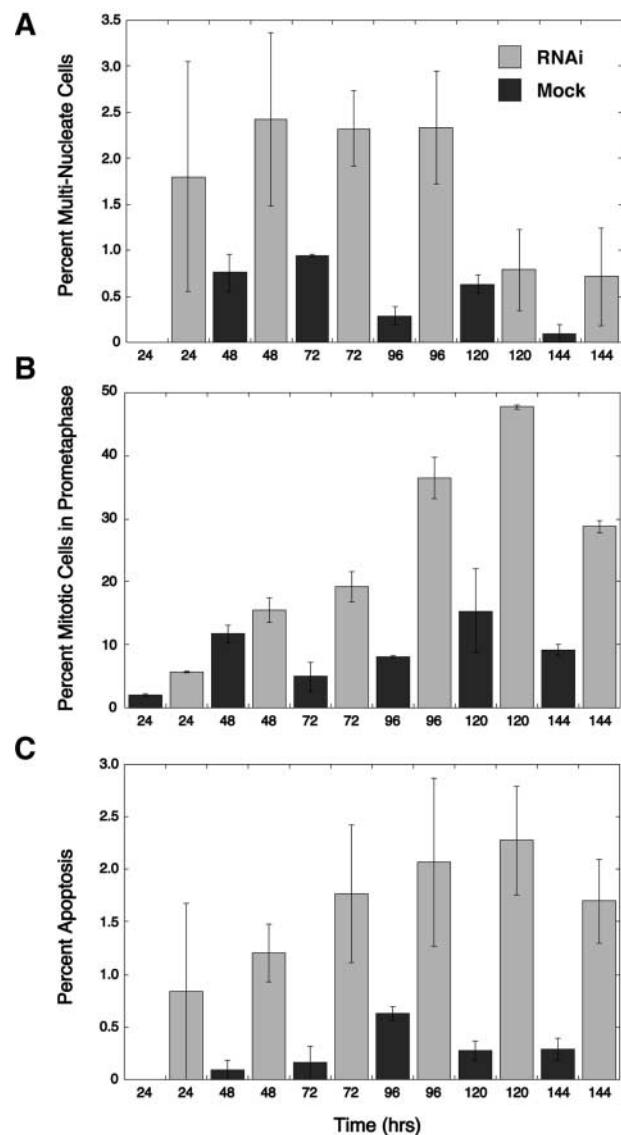 A
Percent Multi-Nucleate Cells
3.5
3.0
2.5
2.0
1.5
1.0
0.5
0
RNAi
Mock
24 24 48 48 72 72 96 96 120 120 144 144
B
Percent Mitotic Cells in Prometaphase
50
40
30
20
10
0
24 24 48 48 72 72 96 96 120 120 144 144
C
Percent Apoptosis
3.0
2.5
2.0
1.5
1.0
0.5
0
24 24 48 48 72 72 96 96 120 120 144 144
Time (hrs)